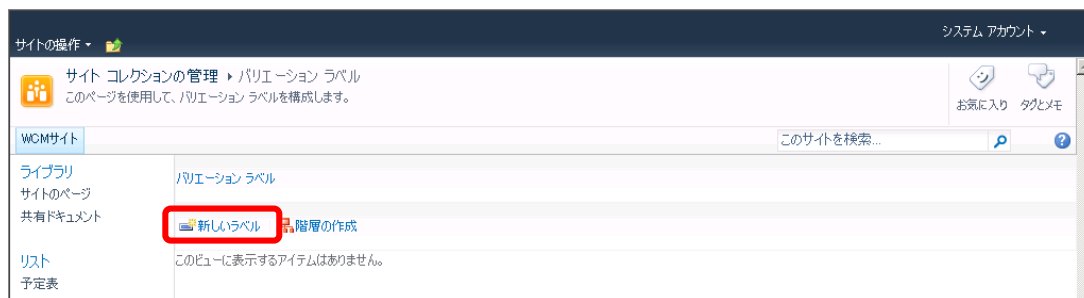 システム アカウント
サイトの操作
サイト コレクションの管理 ▸ バリエーション ラベル
このページを使用して、バリエーション ラベルを構成します。
お気に入り タグとメモ
WCMサイト
このサイトを検索...
ライブラリ
サイトのページ
共有ドキュメント
リスト
予定表
バリエーション ラベル
新しいラベル 階層の作成
このビューに表示するアイテムはありません。